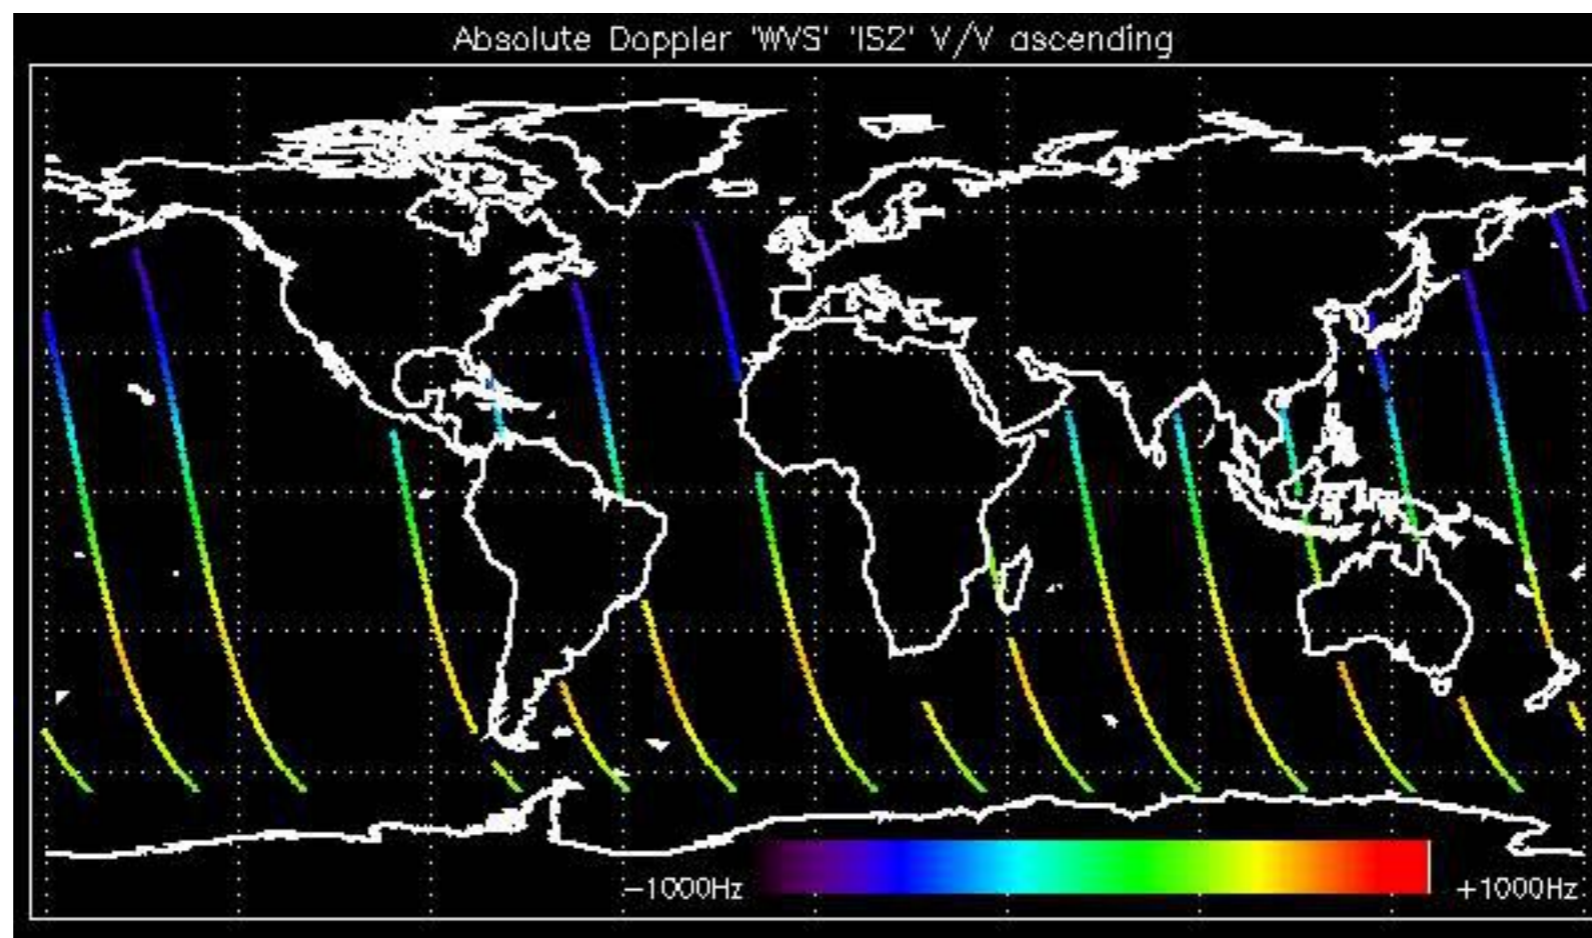 Absolute Doppler 'WVS' 'IS2' V/V ascending
−1000Hz +1000Hz